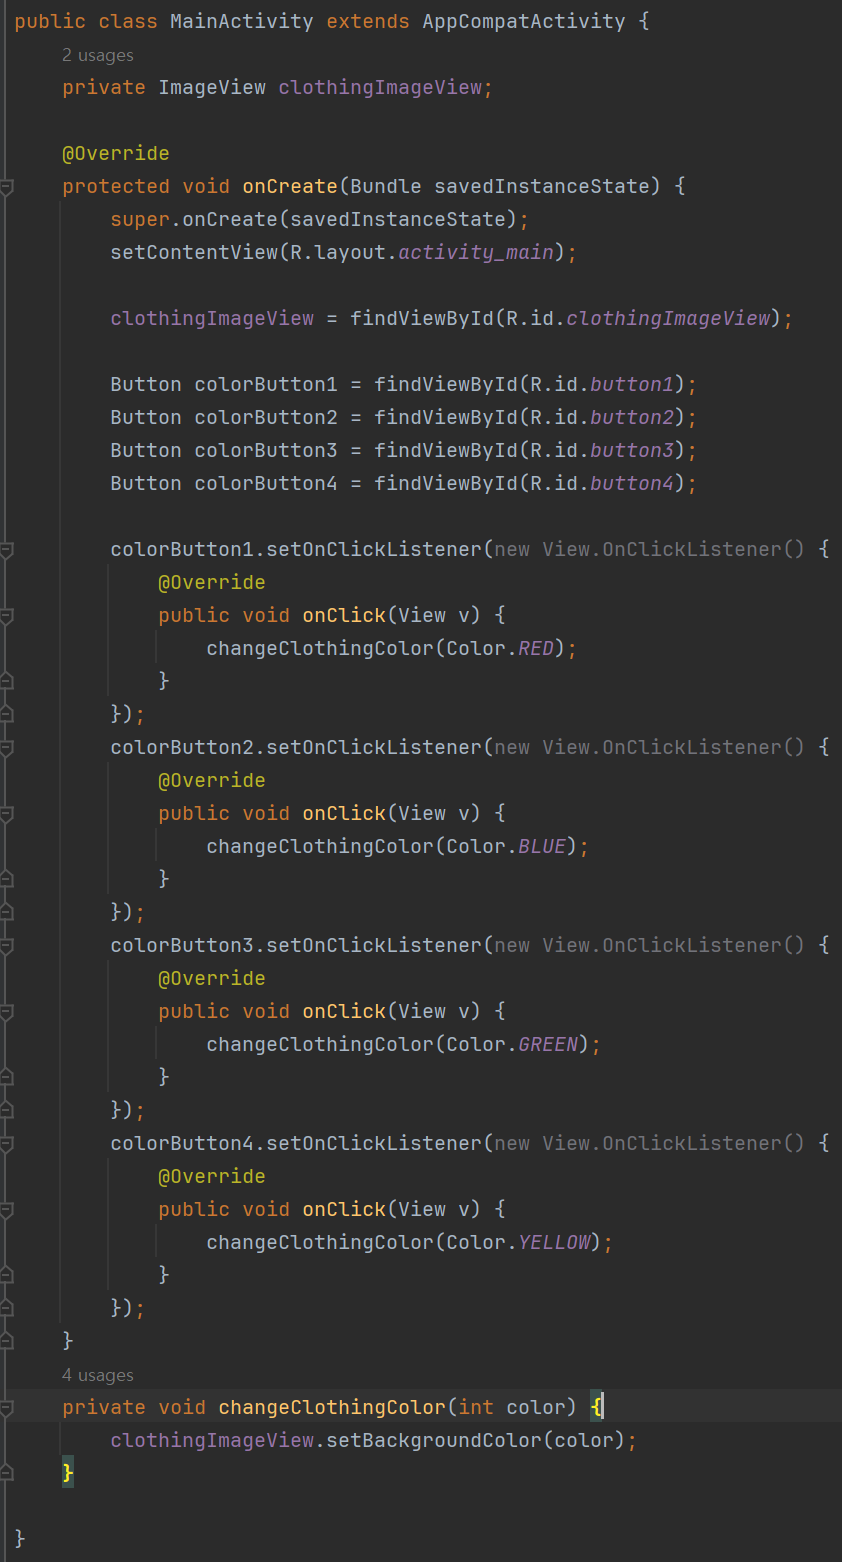 public class MainActivity extends AppCompatActivity {
2 usages
private ImageView clothingImageView;
@Override
protected void onCreate(Bundle savedInstanceState) {
super.onCreate(savedInstanceState);
setContentView(R.layout.activity_main);
clothingImageView = findViewById(R.id.clothingImageView);
Button colorButton1 = findViewById(R.id.button1);
Button colorButton2 = findViewById(R.id.button2);
Button colorButton3 = findViewById(R.id.button3);
Button colorButton4 = findViewById(R.id.button4);
colorButton1.setOnClickListener(new View.OnClickListener() {
@Override
public void onClick(View v) {
changeClothingColor(Color.RED);
}
});
colorButton2.setOnClickListener(new View.OnClickListener() {
@Override
public void onClick(View v) {
changeClothingColor(Color.BLUE);
}
});
colorButton3.setOnClickListener(new View.OnClickListener() {
@Override
public void onClick(View v) {
changeClothingColor(Color.GREEN);
}
});
colorButton4.setOnClickListener(new View.OnClickListener() {
@Override
public void onClick(View v) {
changeClothingColor(Color.YELLOW);
}
});
}
4 usages
private void changeClothingColor(int color) {
clothingImageView.setBackgroundColor(color);
}
}